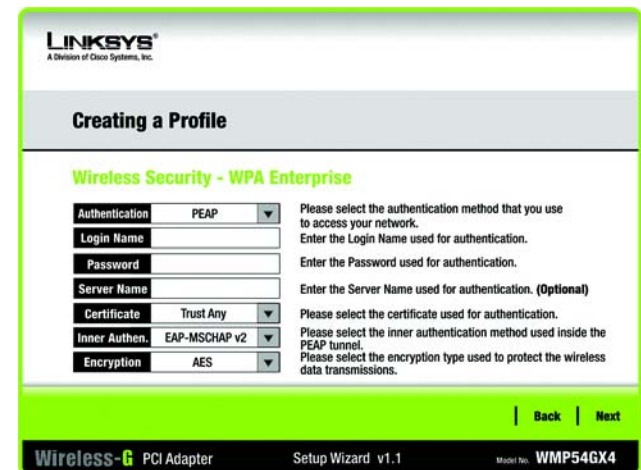 LINKSYS®
A Division of Cisco Systems, Inc.
Creating a Profile
Wireless Security - WPA Enterprise
Authentication PEAP Please select the authentication method that you use
to access your network.
Login Name Enter the Login Name used for authentication.
Password Enter the Password used for authentication.
Server Name Enter the Server Name used for authentication. (Optional)
Certificate Trust Any Please select the certificate used for authentication.
Inner Authen. EAP-MSCHAP v2 Please select the inner authentication method used inside the
PEAP tunnel.
Encryption AES Please select the encryption type used to protect the wireless
data transmissions.
Back Next
Wireless-G PCI Adapter Setup Wizard v1.1 Model No. WMP54GX4